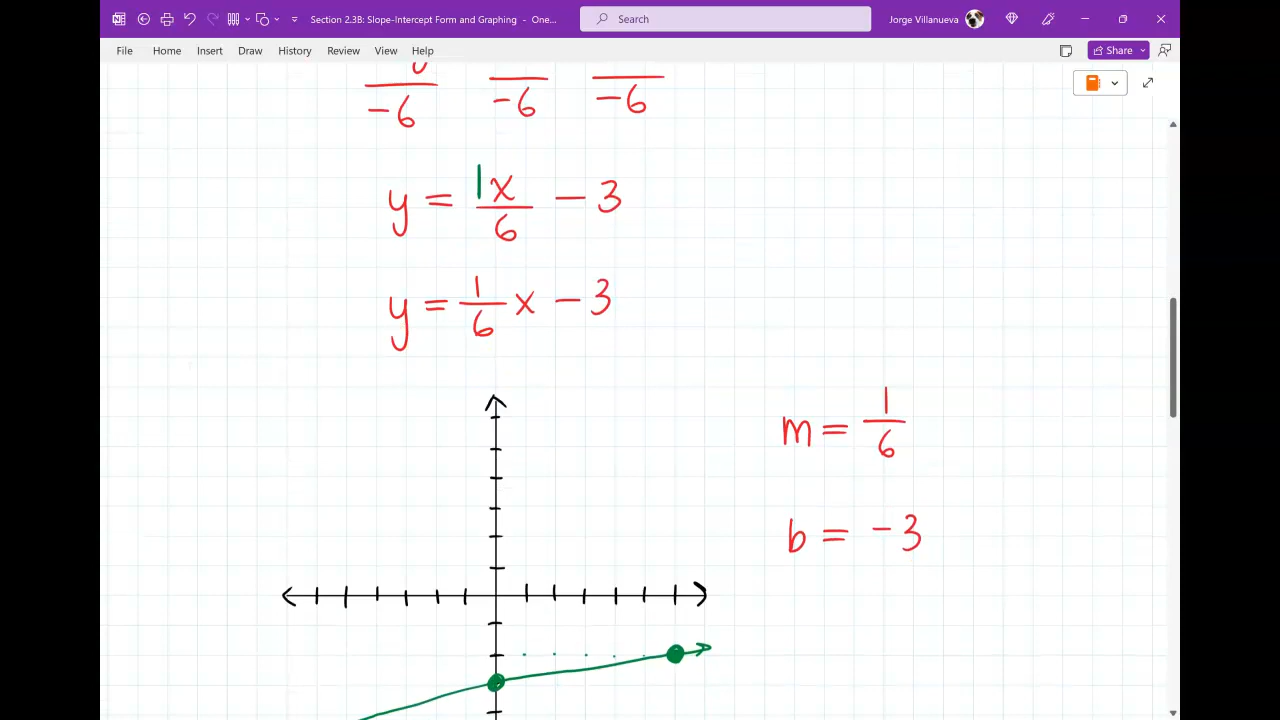 Section 2.3B: Slope-Intercept Form and Graphing - One...
Search
Jorge Villanueva
File Home Insert Draw History Review View Help
Share
-6 -6 -6
y = 1x/6 - 3
y = 1/6 x - 3
m = 1/6
b = -3